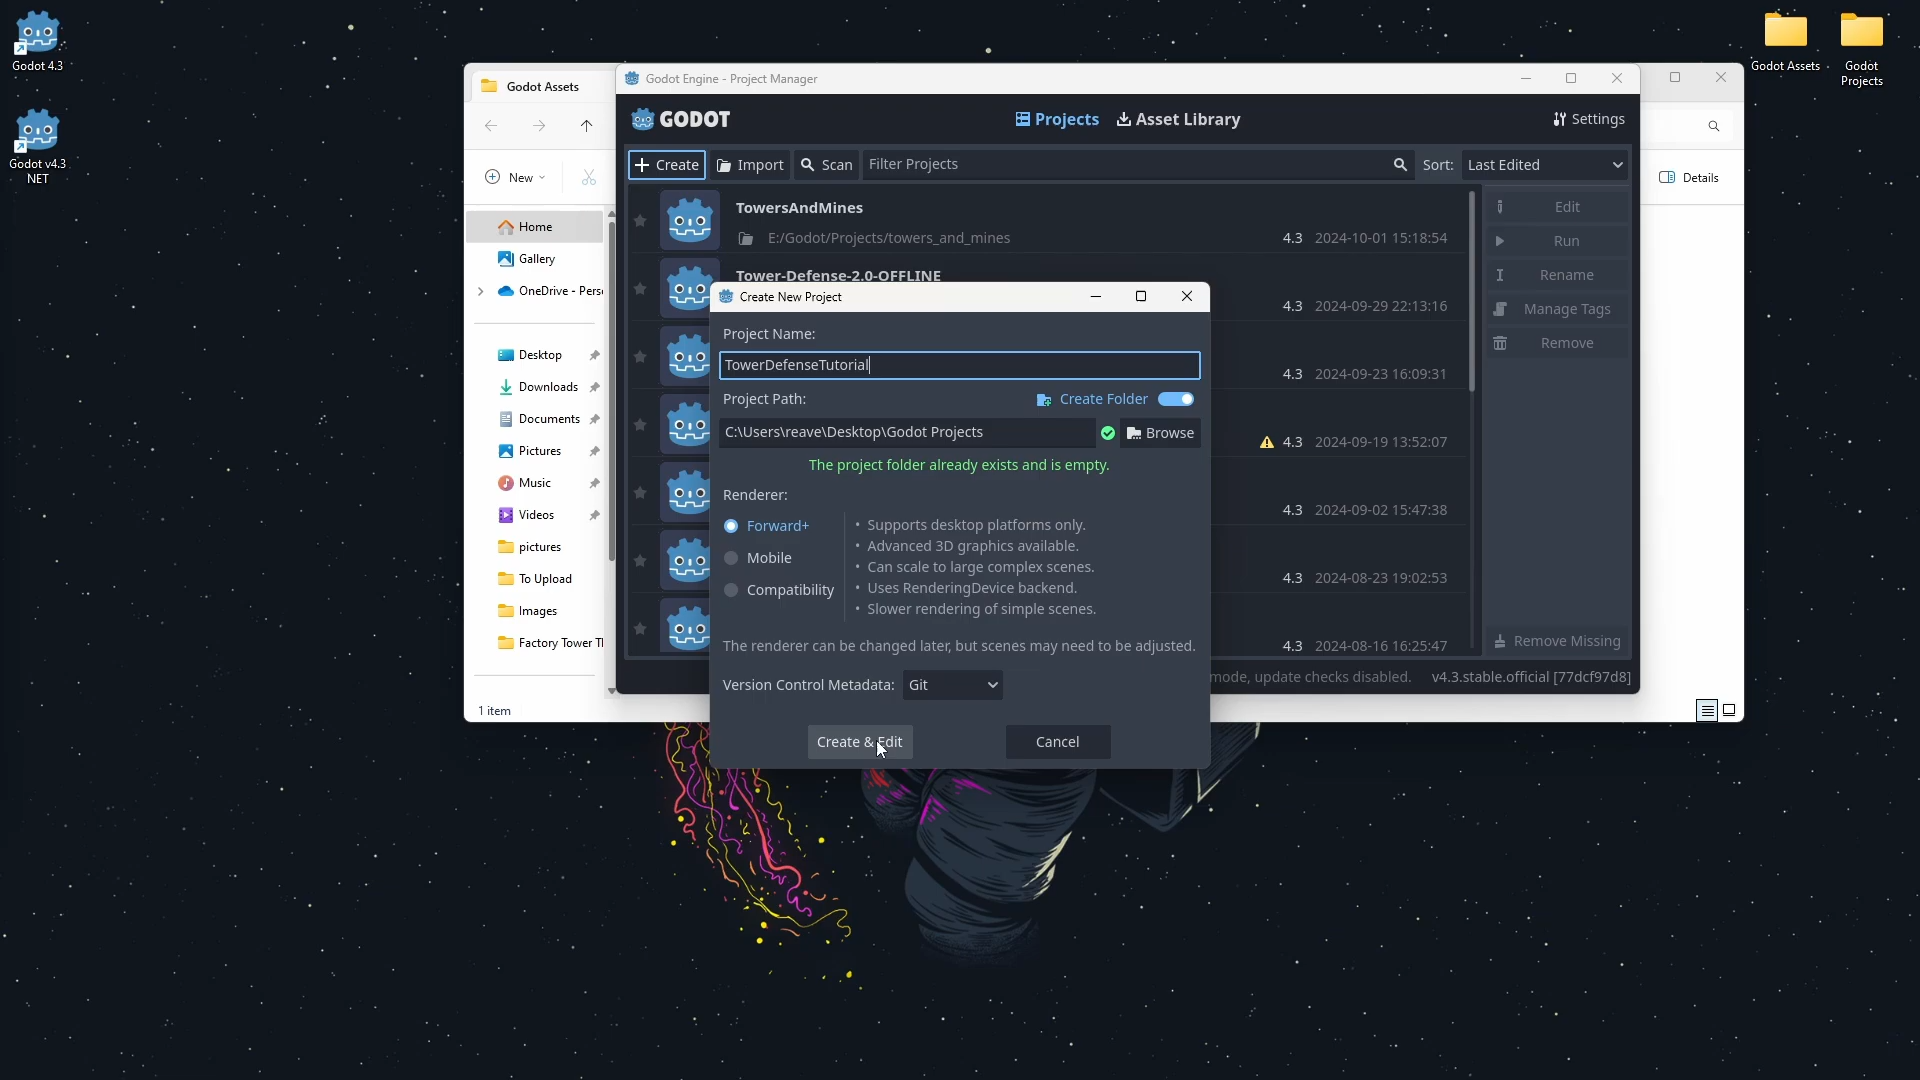 Godot 4.3
Godot v4.3
NET
Godot Assets
Godot
Projects
Godot Assets
New
Home
Gallery
OneDrive - Pers
Desktop
Downloads
Documents
Pictures
Music
Videos
pictures
To Upload
Images
Factory Tower T
1 item
Details
Godot Engine - Project Manager
GODOT
Projects
Asset Library
Settings
+ Create
Import
Scan
Filter Projects
Sort:
Last Edited
TowersAndMines
E:/Godot/Projects/towers_and_mines
4.3 2024-10-01 15:18:54
Tower-Defense-2.0-OFFLINE
4.3 2024-09-29 22:13:16
4.3 2024-09-23 16:09:31
4.3 2024-09-19 13:52:07
4.3 2024-09-02 15:47:38
4.3 2024-08-23 19:02:53
4.3 2024-08-16 16:25:47
Edit
Run
Rename
Manage Tags
Remove
Remove Missing
mode, update checks disabled.
v4.3.stable.official [77dcf97d8]
Create New Project
Project Name:
TowerDefenseTutorial
Project Path:
Create Folder
C:\Users\reave\Desktop\Godot Projects
Browse
The project folder already exists and is empty.
Renderer:
Forward+
Mobile
Compatibility
• Supports desktop platforms only.
• Advanced 3D graphics available.
• Can scale to large complex scenes.
• Uses RenderingDevice backend.
• Slower rendering of simple scenes.
The renderer can be changed later, but scenes may need to be adjusted.
Version Control Metadata:
Git
Create & Edit
Cancel